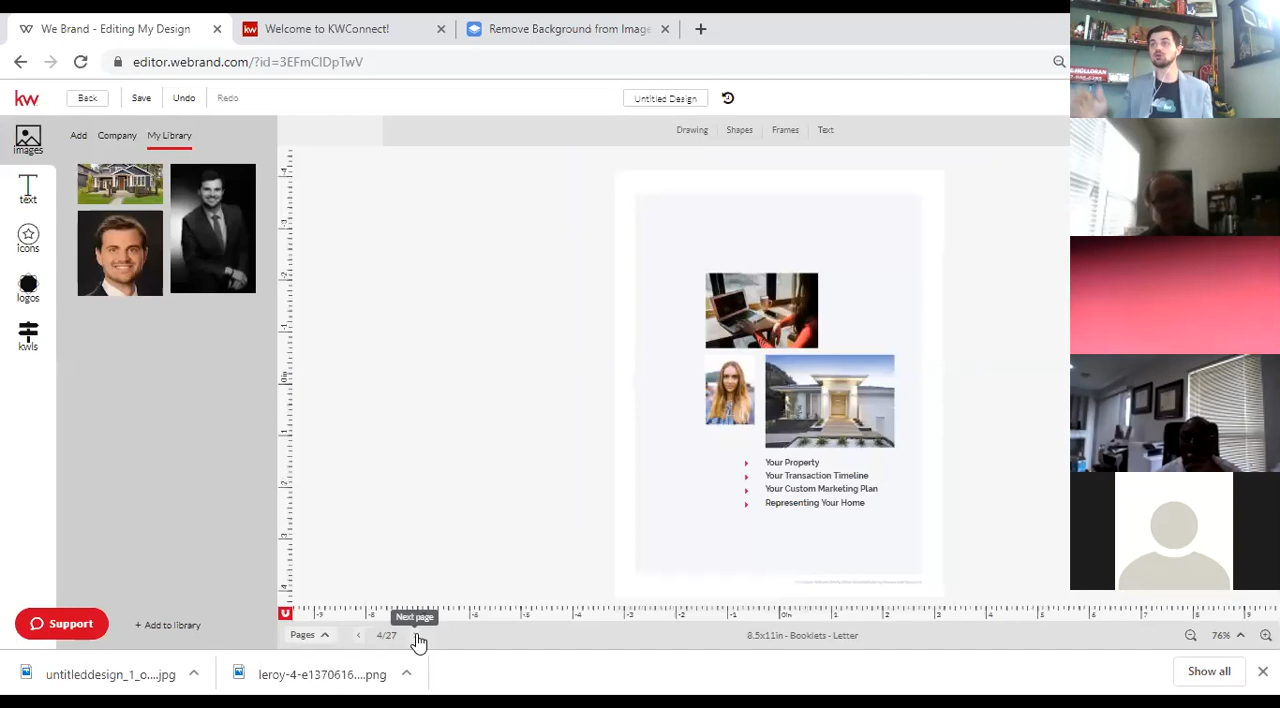 We Brand - Editing My Design
kw Welcome to KWConnect!
Remove Background from Image
editor.webrand.com/?id=3EFmClDpTwV
kw Back Save Undo Redo Untitled Design
images Add Company My Library Drawing Shapes Frames Text
text
icons
logos
kwls
Your Property
Your Transaction Timeline
Your Custom Marketing Plan
Representing Your Home
Support
+ Add to library
Next page
Pages 4/27 8.5x11in - Booklets - Letter 76%
untitleddesign_1_o....jpg leroy-4-e1370616....png Show all